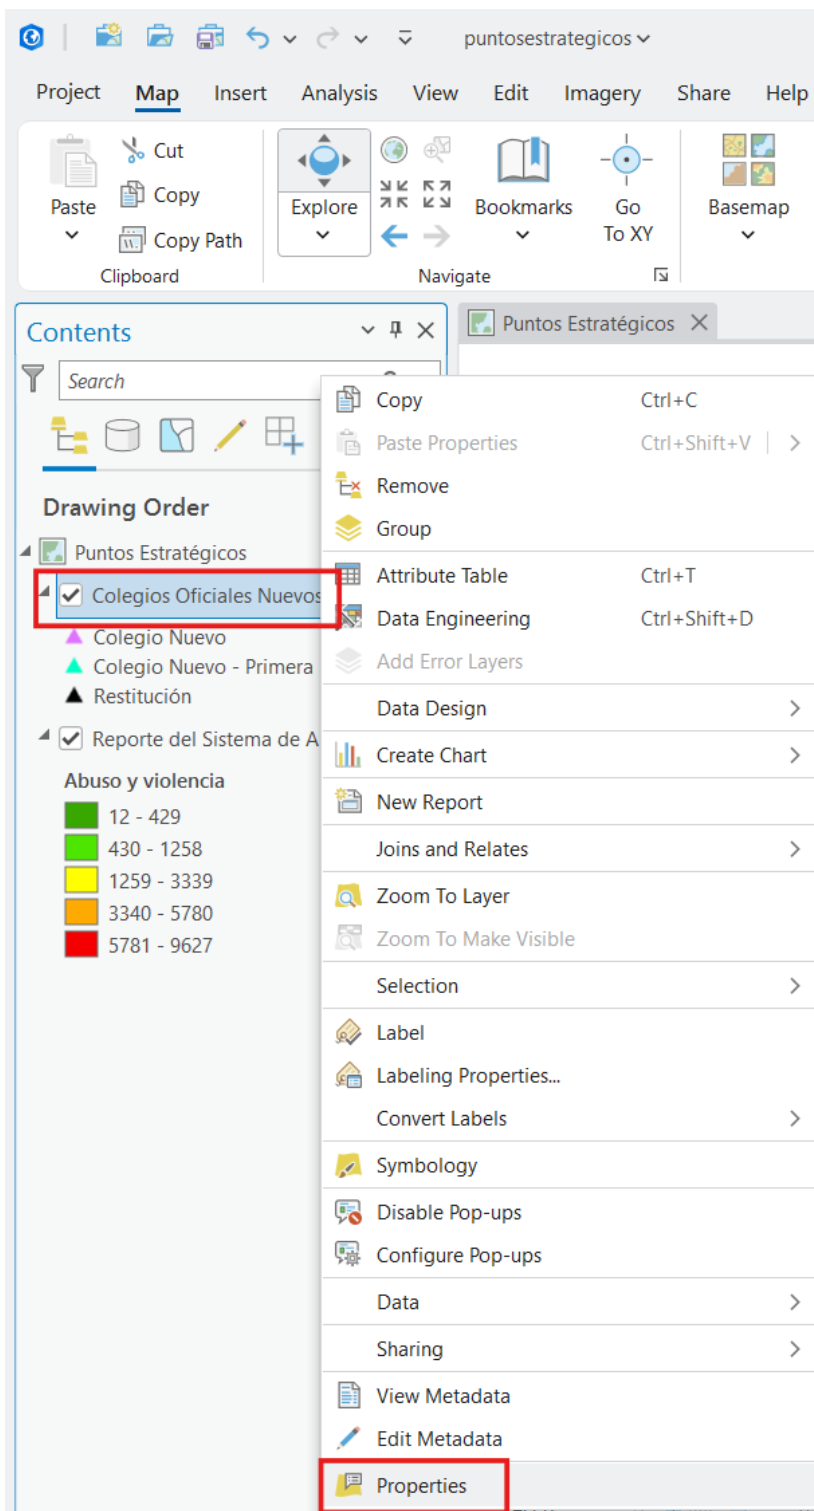 puntosestrategicos
Project Map Insert Analysis View Edit Imagery Share Help
Paste
Cut
Copy
Copy Path
Clipboard
Explore
Bookmarks
Go
To XY
Navigate
Basemap
Contents
Puntos Estratégicos
Search
Drawing Order
Puntos Estratégicos
Colegios Oficiales Nuevos
Colegio Nuevo
Colegio Nuevo - Primera
Restitución
Reporte del Sistema de A
Abuso y violencia
12 - 429
430 - 1258
1259 - 3339
3340 - 5780
5781 - 9627
Copy Ctrl+C
Paste Properties Ctrl+Shift+V
Remove
Group
Attribute Table Ctrl+T
Data Engineering Ctrl+Shift+D
Add Error Layers
Data Design
Create Chart
New Report
Joins and Relates
Zoom To Layer
Zoom To Make Visible
Selection
Label
Labeling Properties...
Convert Labels
Symbology
Disable Pop-ups
Configure Pop-ups
Data
Sharing
View Metadata
Edit Metadata
Properties